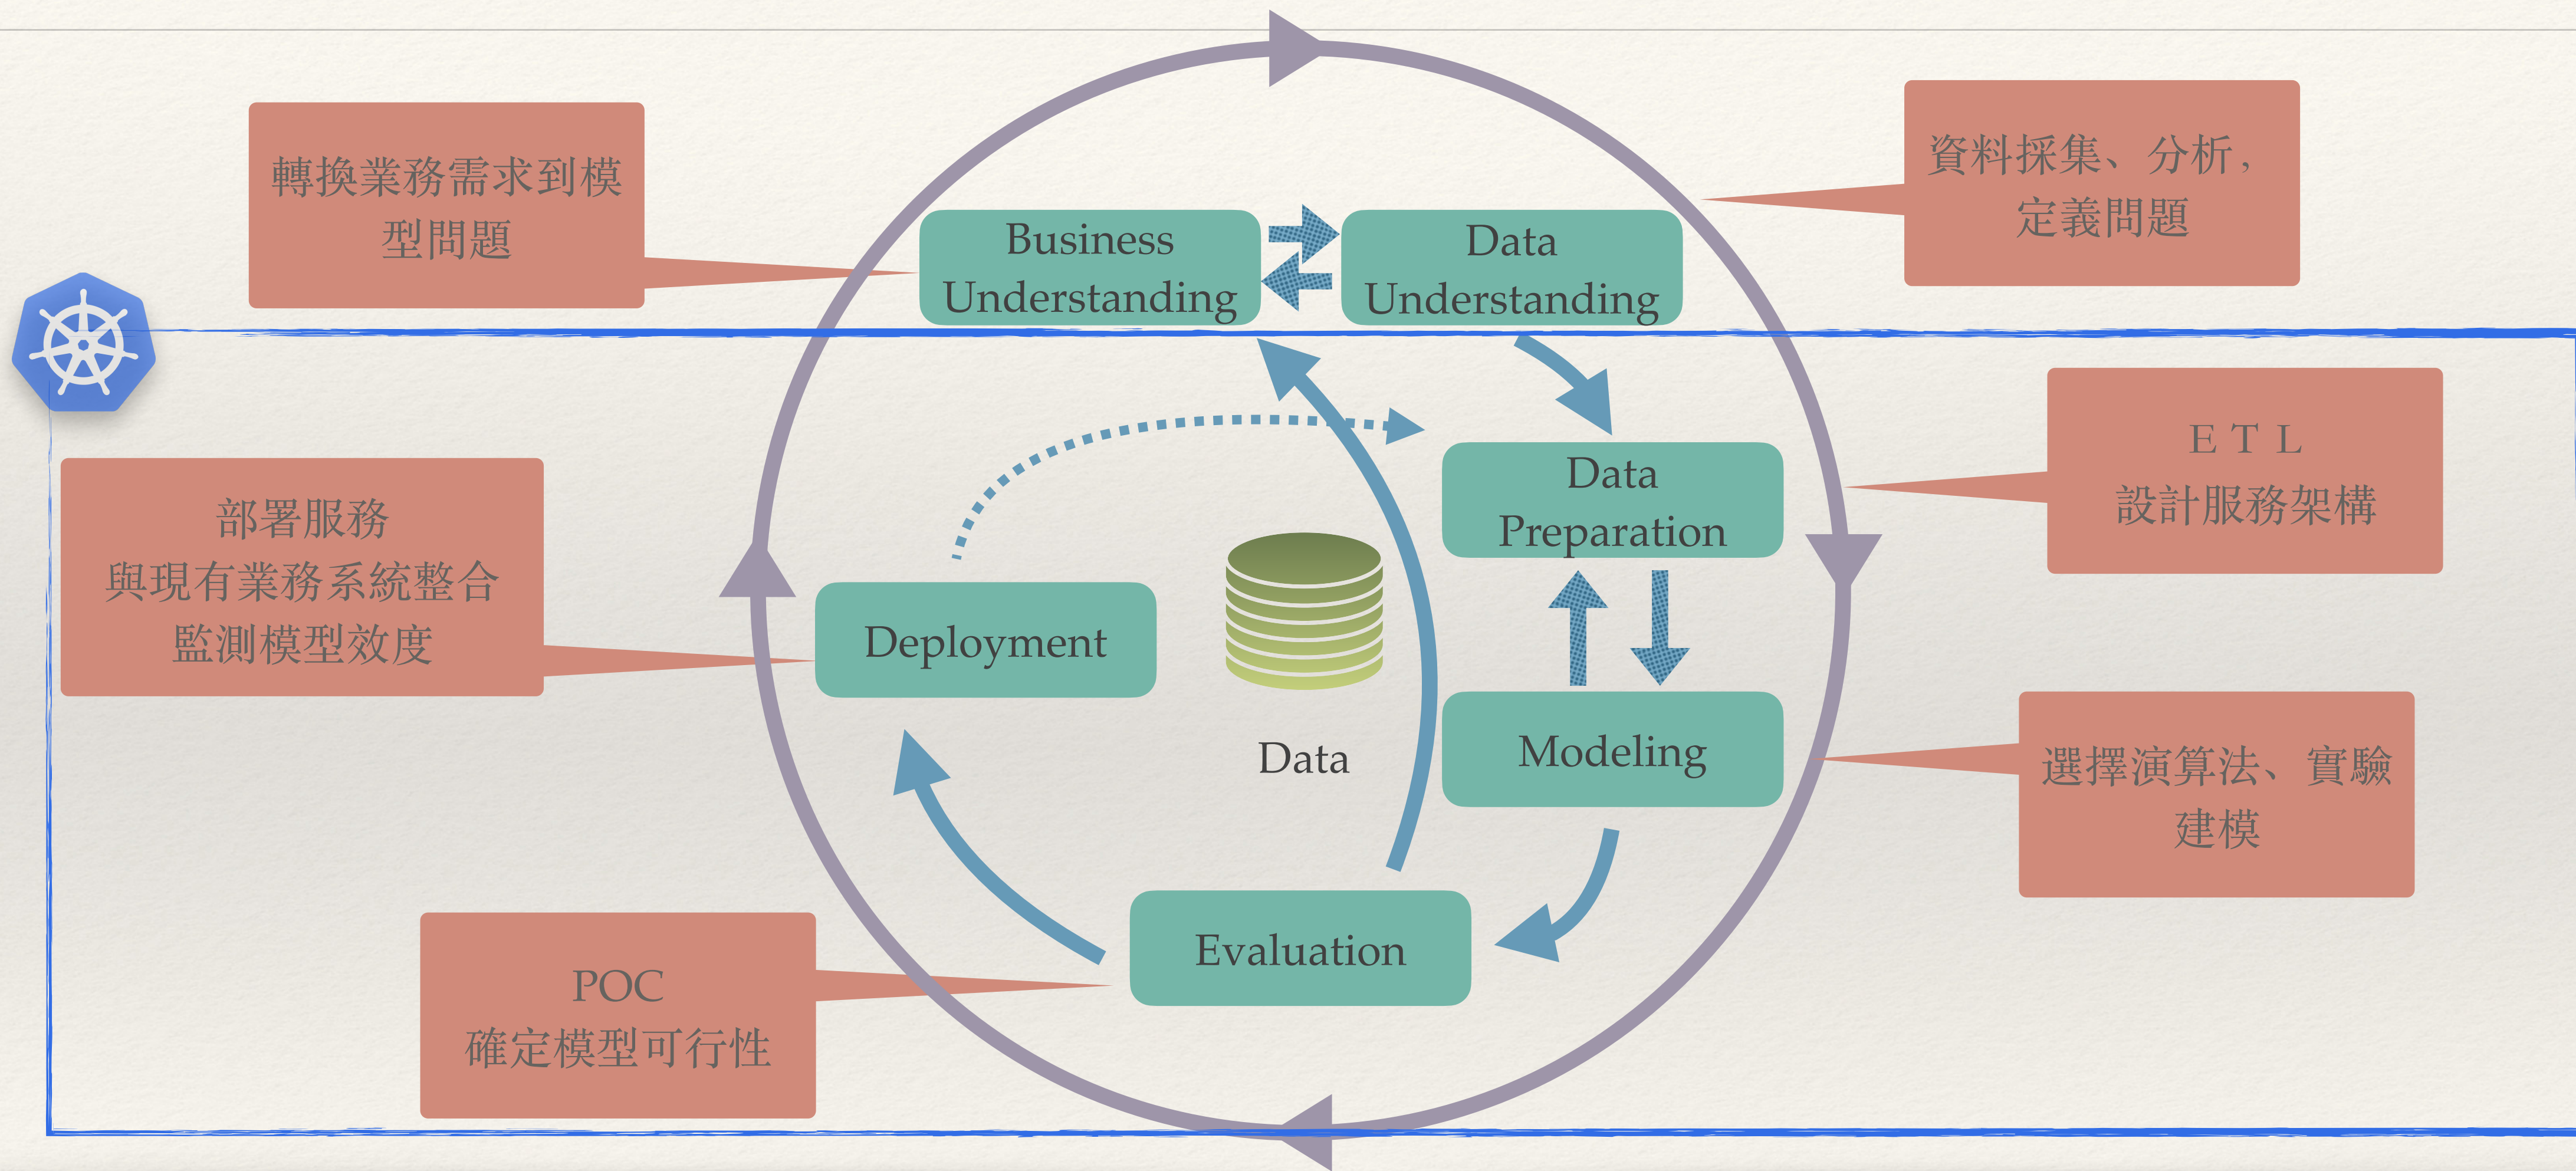 轉換業務需求到模
型問題
資料採集、分析，
定義問題
Business
Understanding
Data
Understanding
ＥＴＬ
設計服務架構
Data
Preparation
部署服務
與現有業務系統整合
監測模型效度
Deployment
Data
Modeling
選擇演算法、實驗
建模
Evaluation
POC
確定模型可行性